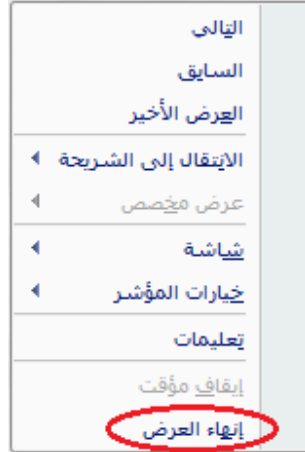 التالي
السابق
العرض الأخير
الانتقال إلى الشريحة
عرض مخصص
شاشة
خيارات المؤشر
تعليمات
إيقاف مؤقت
إنهاء العرض